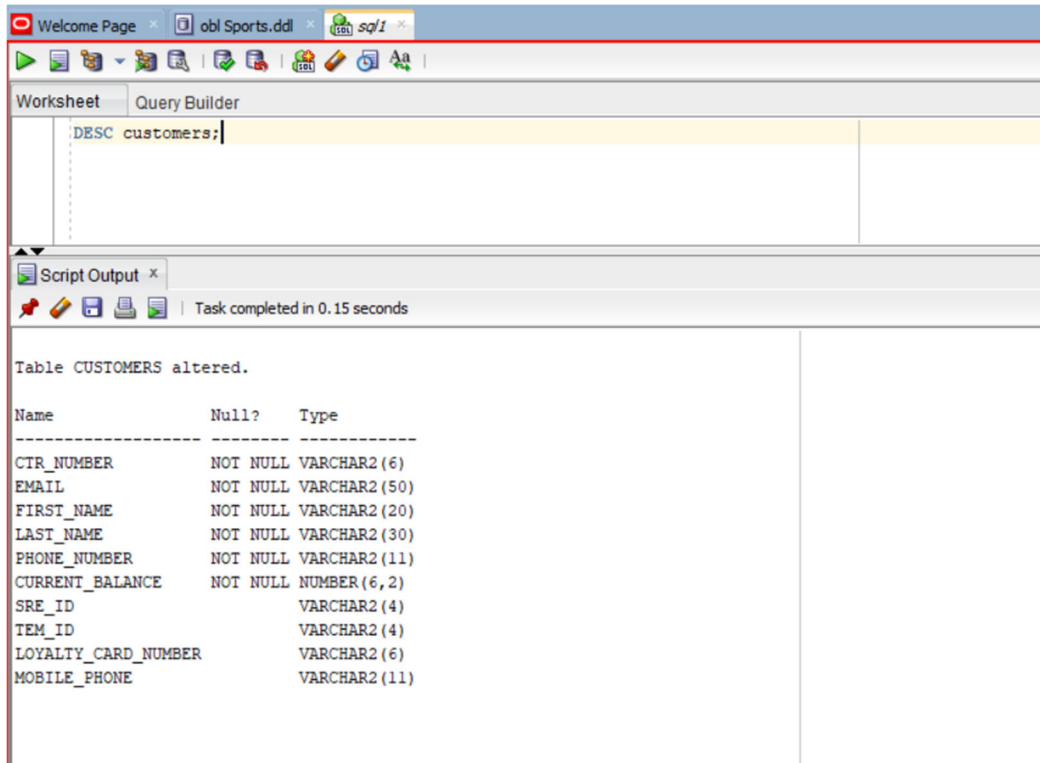 Welcome Page × obl Sports.ddl × sql1 ×
Worksheet Query Builder
DESC customers;
Script Output ×
Task completed in 0.15 seconds
Table CUSTOMERS altered.
Name Null? Type
------------------- -------- ------------
CTR_NUMBER NOT NULL VARCHAR2(6)
EMAIL NOT NULL VARCHAR2(50)
FIRST_NAME NOT NULL VARCHAR2(20)
LAST_NAME NOT NULL VARCHAR2(30)
PHONE_NUMBER NOT NULL VARCHAR2(11)
CURRENT_BALANCE NOT NULL NUMBER(6,2)
SRE_ID VARCHAR2(4)
TEM_ID VARCHAR2(4)
LOYALTY_CARD_NUMBER VARCHAR2(6)
MOBILE_PHONE VARCHAR2(11)